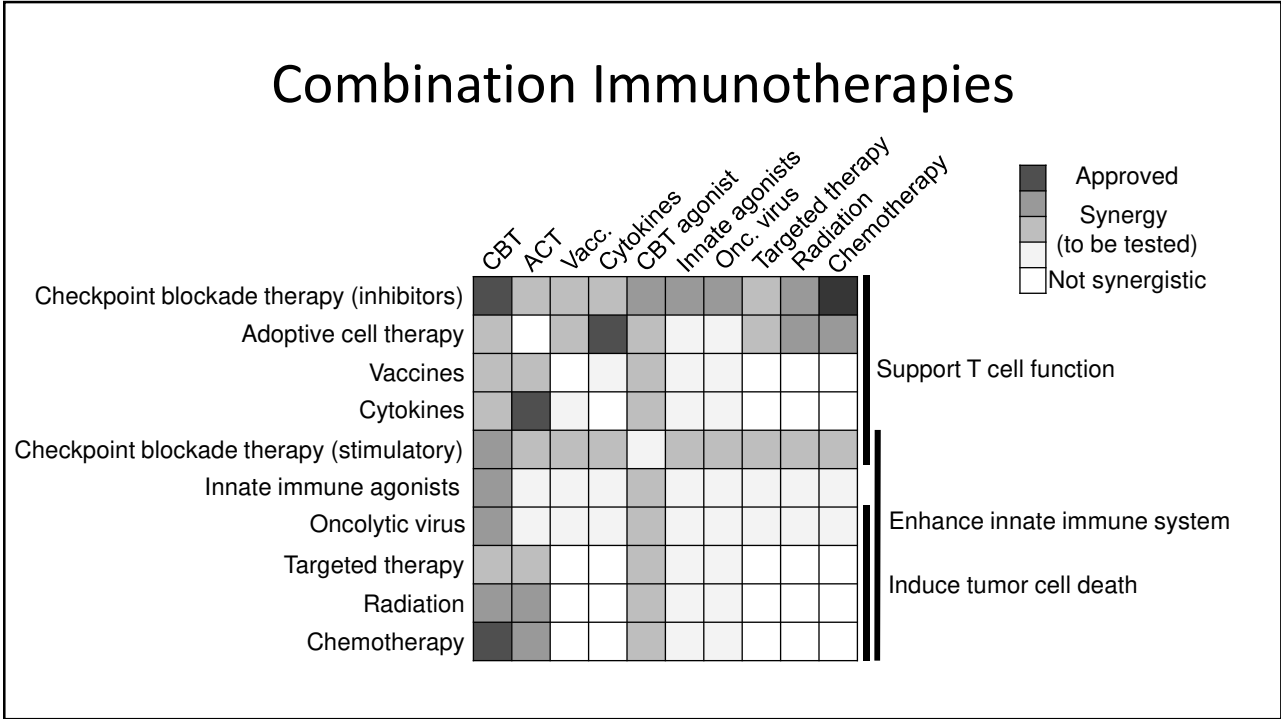 Combination Immunotherapies
CBT
ACT
Vacc.
Cytokines
CBT agonist
Innate agonists
Onc. virus
Targeted therapy
Radiation
Chemotherapy
Approved
Synergy
(to be tested)
Not synergistic
Checkpoint blockade therapy (inhibitors)
Adoptive cell therapy
Vaccines
Cytokines
Checkpoint blockade therapy (stimulatory)
Innate immune agonists
Oncolytic virus
Targeted therapy
Radiation
Chemotherapy
Support T cell function
Enhance innate immune system
Induce tumor cell death